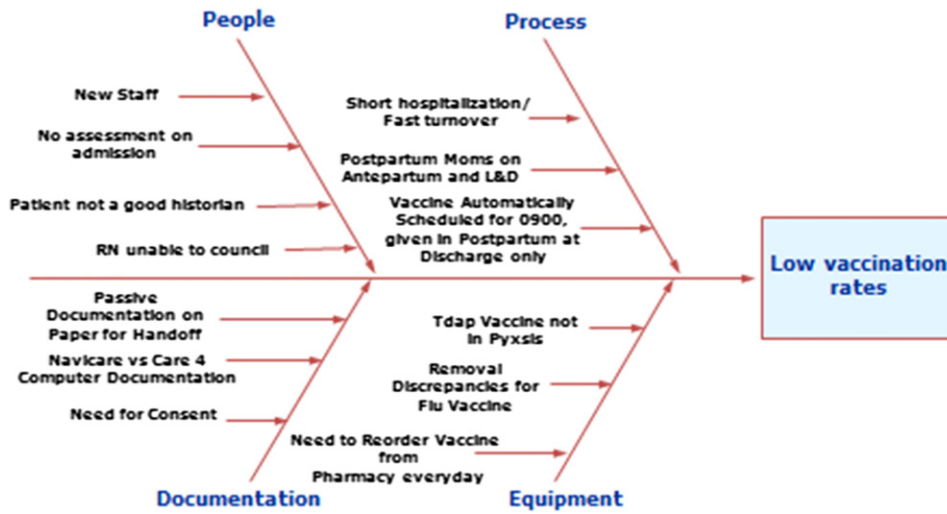 People
Process
New Staff
No assessment on
admission
Patient not a good historian
RN unable to council
Short hospitalization/
Fast turnover
Postpartum Moms on
Antepartum and L&D
Vaccine Automatically
Scheduled for 0900,
given in Postpartum at
Discharge only
Low vaccination
rates
Passive
Documentation on
Paper for Handoff
Navicare vs Care 4
Computer Documentation
Need for Consent
Tdap Vaccine not
in Pyxsis
Removal
Discrepancies for
Flu Vaccine
Need to Reorder Vaccine
from
Pharmacy everyday
Documentation
Equipment